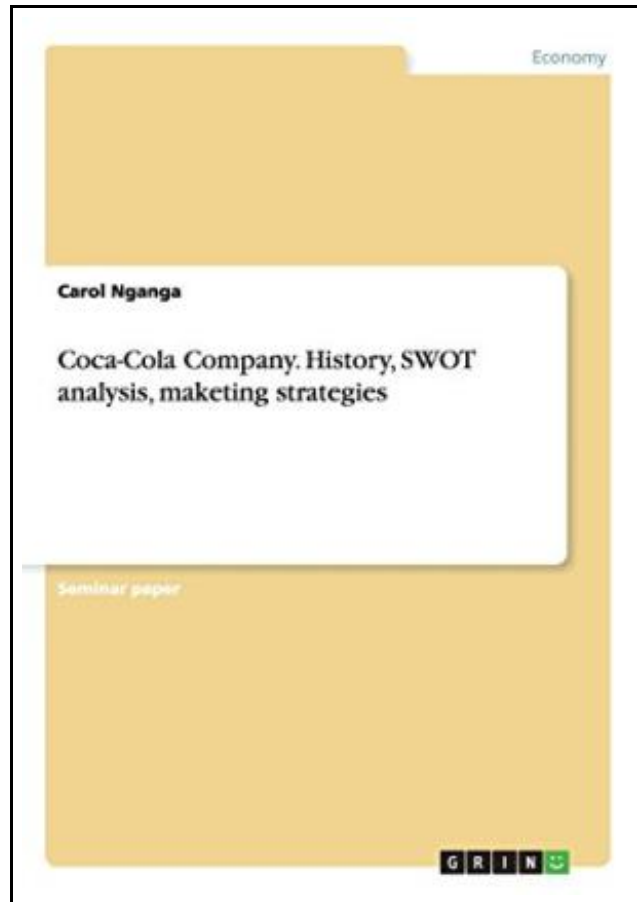 Economy
Carol Nganga
Coca-Cola Company. History, SWOT
analysis, maketing strategies
Seminar paper
GRIN